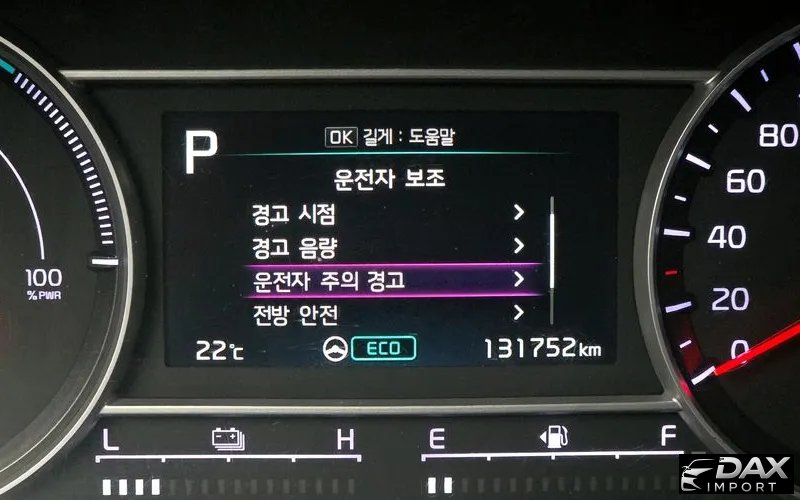 P
OK 길게 : 도움말
운전자 보조
경고 시점
경고 음량
운전자 주의 경고
전방 안전
22℃
ECO
131752 km
100
%PWR
80
60
40
20
0
L H
E F
DAX
IMPORT